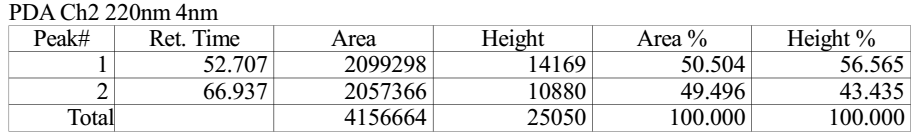 PDA Ch2 220nm 4nm
Peak# Ret. Time Area Height Area % Height %
1 52.707 2099298 14169 50.504 56.565
2 66.937 2057366 10880 49.496 43.435
Total 4156664 25050 100.000 100.000